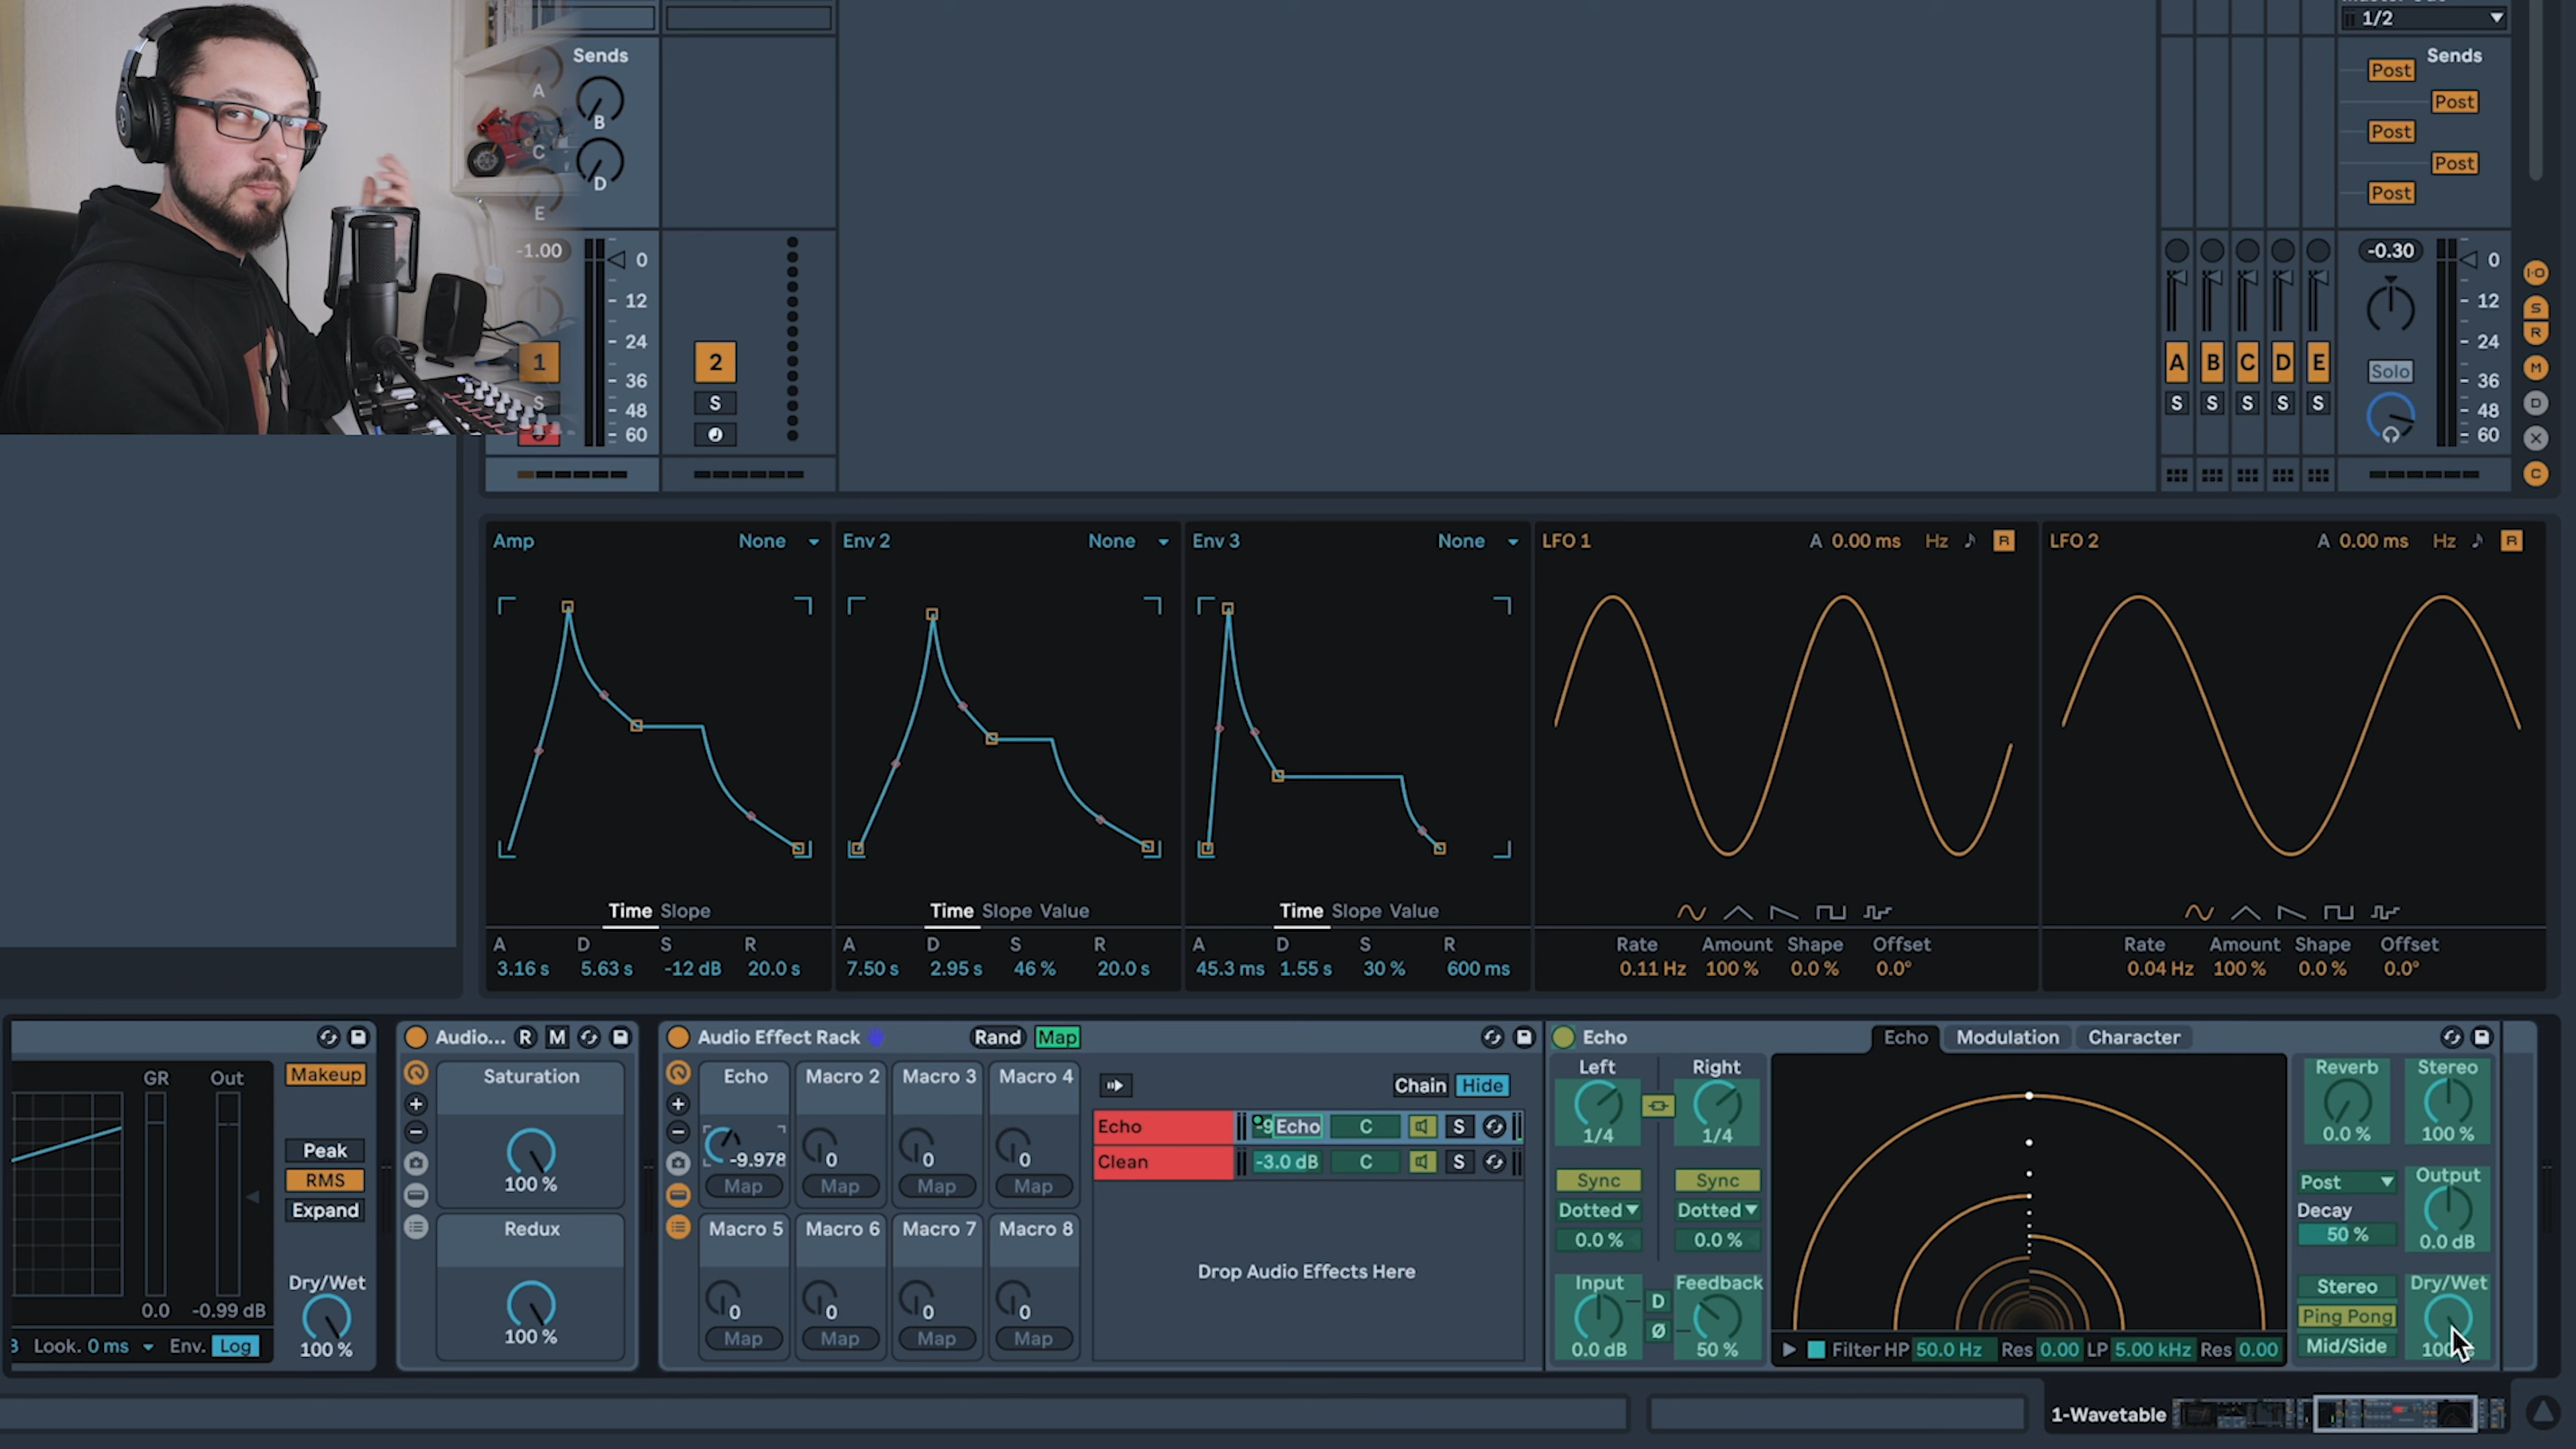 1/2
Sends
A
B
C
D
E
Sends
Post
Post
Post
Post
Post
-1.00
0
12
24
36
48
60
1
S
2
S
A
B
C
D
E
S
S
S
S
S
-0.30
0
12
24
36
48
60
Solo
I·O
S
R
M
D
X
C
Amp
None
Env 2
None
Env 3
None
LFO 1
A 0.00 ms
Hz
R
LFO 2
A 0.00 ms
Hz
R
Time Slope
Time Slope Value
Time Slope Value
A D S R
3.16 s 5.63 s -12 dB 20.0 s
A D S R
7.50 s 2.95 s 46 % 20.0 s
A D S R
45.3 ms 1.55 s 30 % 600 ms
Rate Amount Shape Offset
0.11 Hz 100 % 0.0 % 0.0°
Rate Amount Shape Offset
0.04 Hz 100 % 0.0 % 0.0°
GR
Out
Makeup
Peak
RMS
Expand
Dry/Wet
0.0 -0.99 dB
100 %
Look. 0 ms
Env. Log
Audio... R M
Saturation
100 %
Redux
100 %
Audio Effect Rack
Rand Map
Echo Macro 2 Macro 3 Macro 4
-9.978 0 0 0
Map Map Map Map
Macro 5 Macro 6 Macro 7 Macro 8
0 0 0 0
Map Map Map Map
Chain Hide
Echo -9 Echo C S
Clean -3.0 dB C S
Drop Audio Effects Here
Echo
Echo Modulation Character
Left Right
1/4 1/4
Sync Sync
Dotted Dotted
0.0 % 0.0 %
Input D Feedback
Ø
0.0 dB 50 %
Filter HP 50.0 Hz Res 0.00 LP 5.00 kHz Res 0.00
Reverb Stereo
0.0 % 100 %
Post Output
Decay
50 % 0.0 dB
Stereo Dry/Wet
Ping Pong
Mid/Side
1-Wavetable